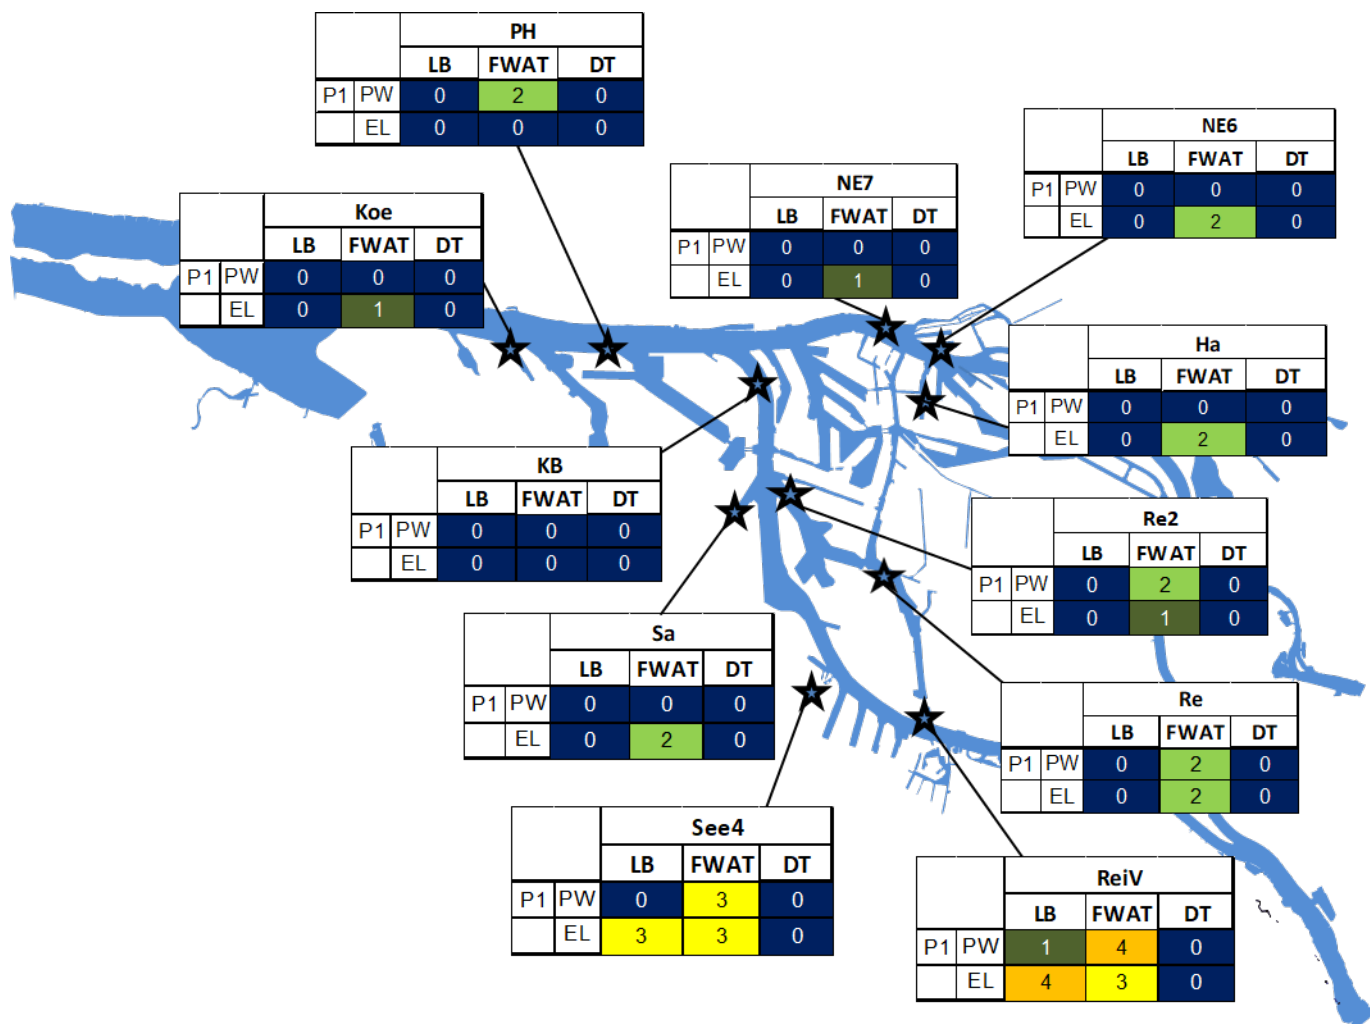 PH
LB FWAT DT
P1 PW 0 2 0
EL 0 0 0
NE6
LB FWAT DT
P1 PW 0 0 0
EL 0 2 0
NE7
LB FWAT DT
P1 PW 0 0 0
EL 0 1 0
Koe
LB FWAT DT
P1 PW 0 0 0
EL 0 1 0
Ha
LB FWAT DT
P1 PW 0 0 0
EL 0 2 0
KB
LB FWAT DT
P1 PW 0 0 0
EL 0 0 0
Re2
LB FWAT DT
P1 PW 0 2 0
EL 0 1 0
Sa
LB FWAT DT
P1 PW 0 0 0
EL 0 2 0
Re
LB FWAT DT
P1 PW 0 2 0
EL 0 2 0
See4
LB FWAT DT
P1 PW 0 3 0
EL 3 3 0
ReiV
LB FWAT DT
P1 PW 1 4 0
EL 4 3 0